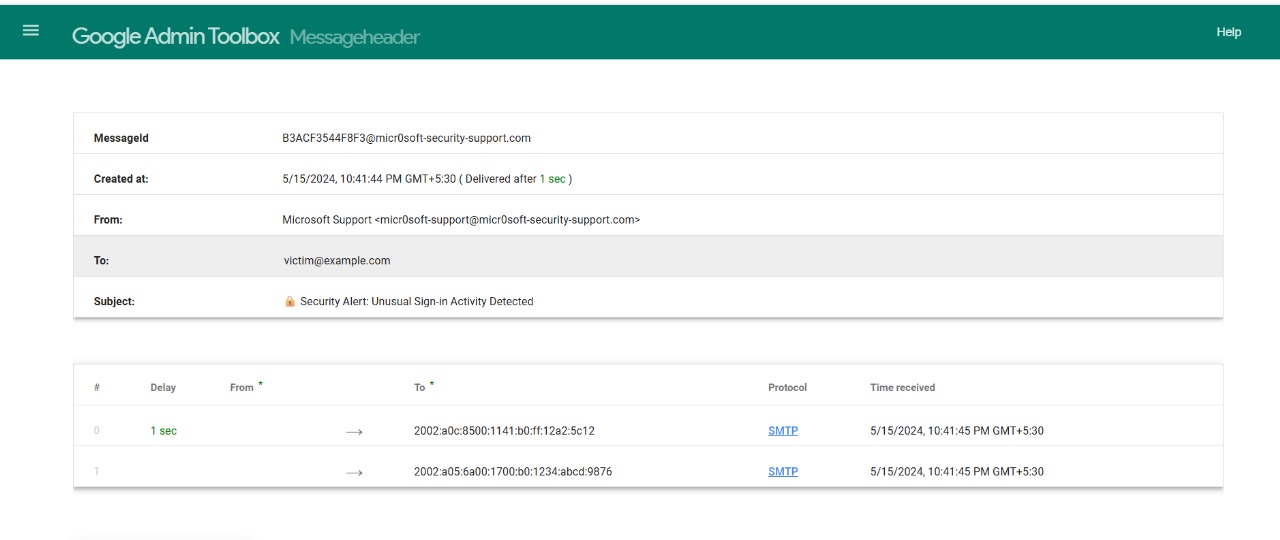 Google Admin Toolbox Messageheader Help
MessageId B3ACF3544F8F3@micr0soft-security-support.com
Created at: 5/15/2024, 10:41:44 PM GMT+5:30 ( Delivered after 1 sec )
From: Microsoft Support <micr0soft-support@micr0soft-security-support.com>
To: victim@example.com
Subject: 🔒 Security Alert: Unusual Sign-in Activity Detected
# Delay From * To * Protocol Time received
0 1 sec → 2002:a0c:8500:1141:b0:ff:12a2:5c12 SMTP 5/15/2024, 10:41:45 PM GMT+5:30
1 → 2002:a05:6a00:1700:b0:1234:abcd:9876 SMTP 5/15/2024, 10:41:45 PM GMT+5:30